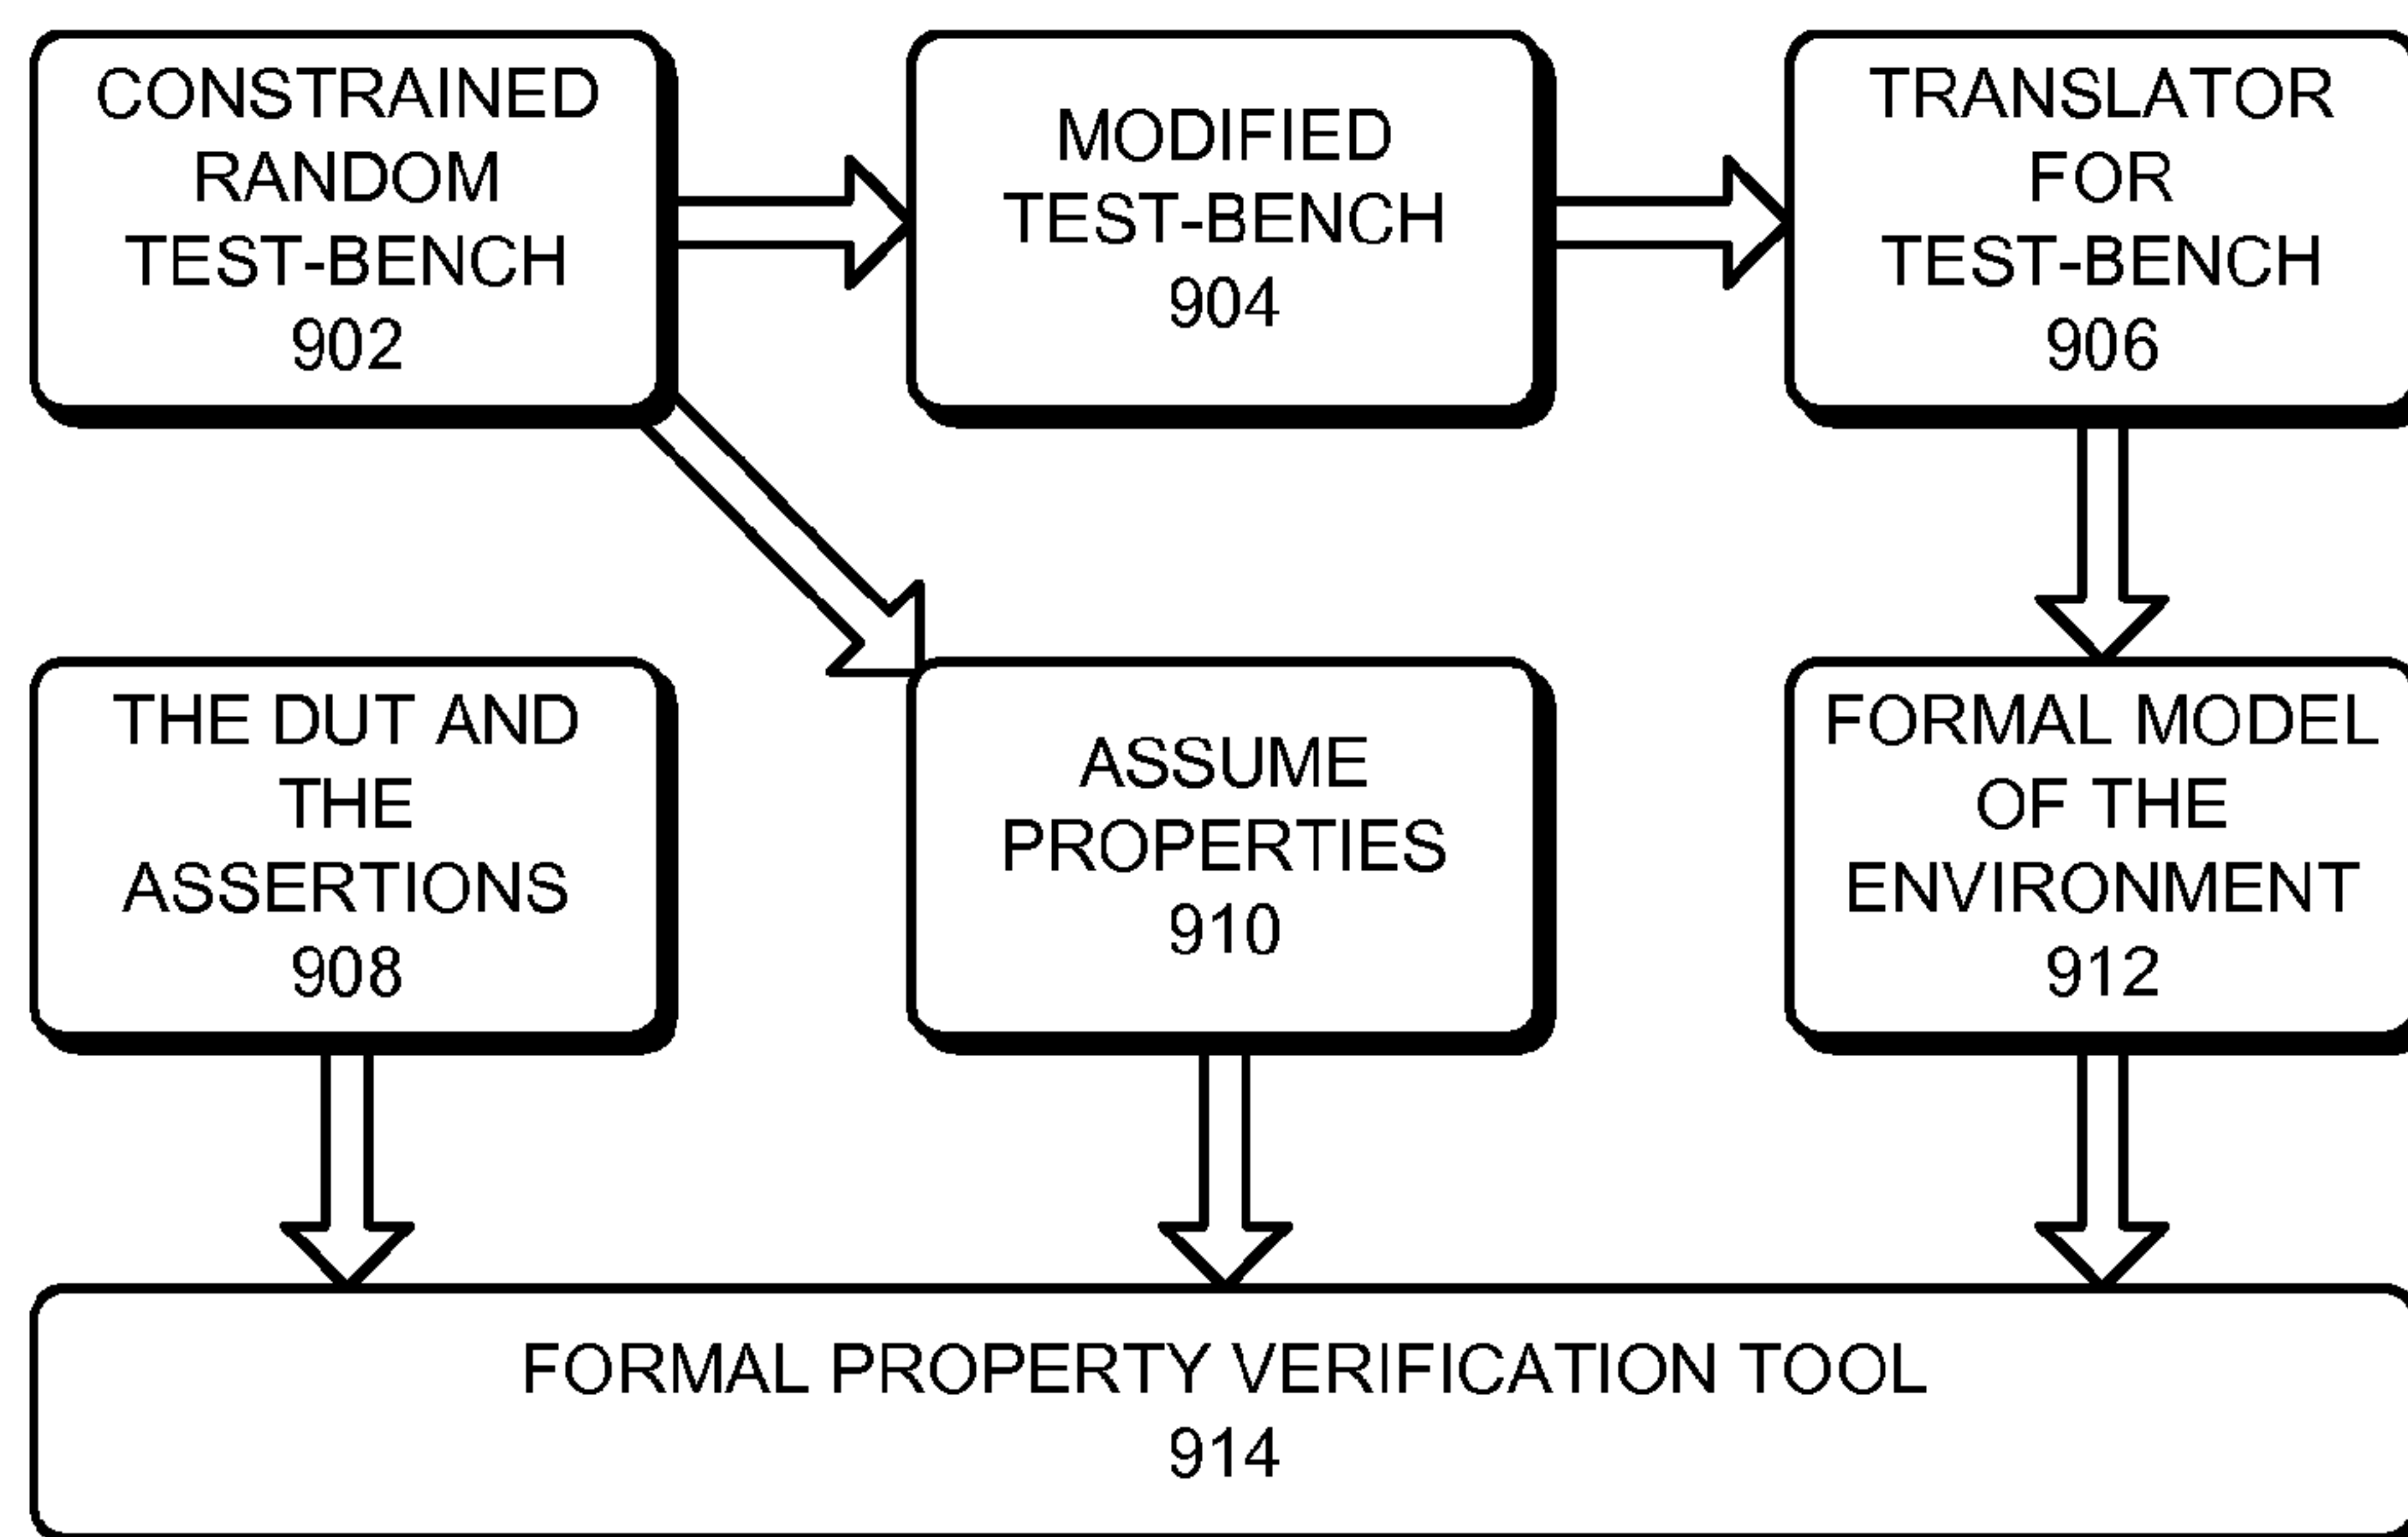 CONSTRAINED
RANDOM
TEST-BENCH
902
MODIFIED
TEST-BENCH
904
TRANSLATOR
FOR
TEST-BENCH
906
THE DUT AND
THE
ASSERTIONS
908
ASSUME
PROPERTIES
910
FORMAL MODEL
OF THE
ENVIRONMENT
912
FORMAL PROPERTY VERIFICATION TOOL
914